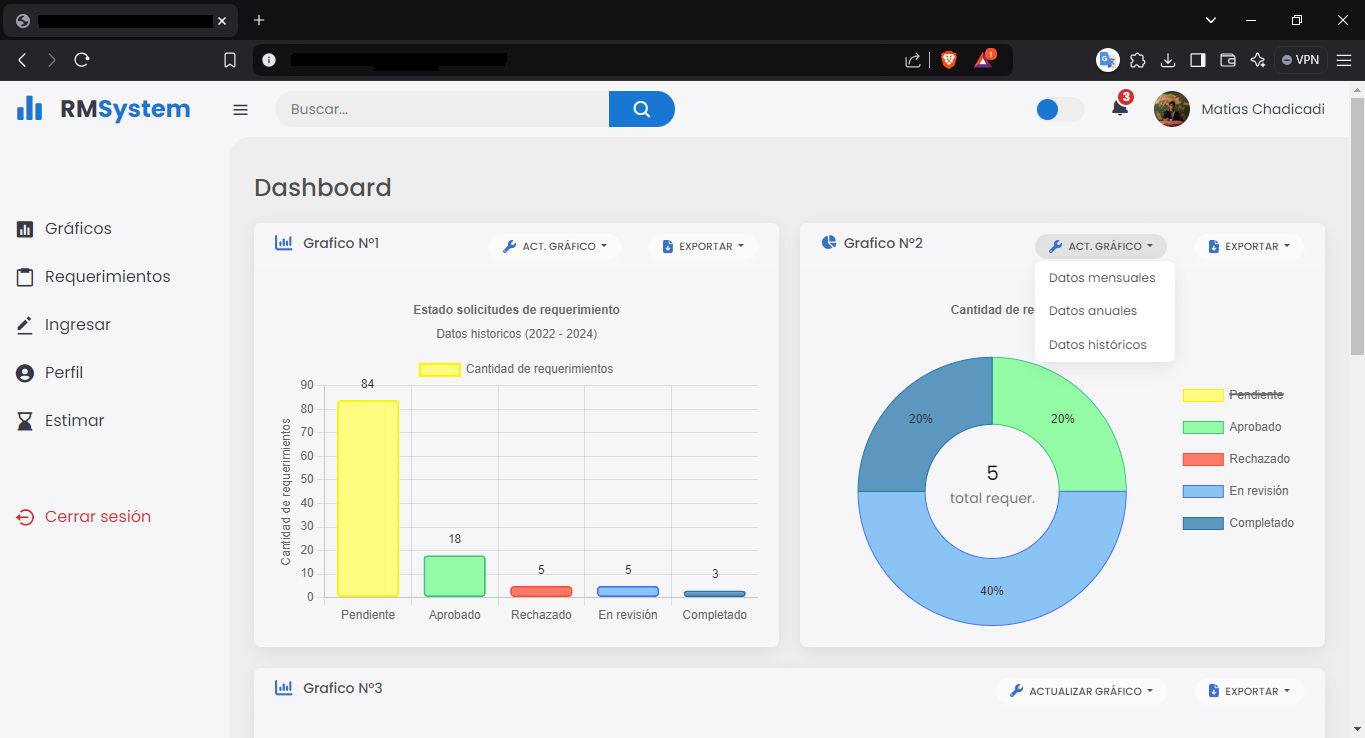 1
VPN
RMSystem
Buscar...
3
Matias Chadicadi
Dashboard
Gráficos
Requerimientos
Ingresar
Perfil
Estimar
Cerrar sesión
Grafico Nº1
ACT. GRÁFICO
EXPORTAR
Estado solicitudes de requerimiento
Datos historicos (2022 - 2024)
Cantidad de requerimientos
Cantidad de requerimientos
90
80
70
60
50
40
30
20
10
0
84
18
5
5
3
Pendiente
Aprobado
Rechazado
En revisión
Completado
Grafico Nº2
ACT. GRÁFICO
EXPORTAR
Datos mensuales
Datos anuales
Datos históricos
Cantidad de re
20%
20%
40%
5
total requer.
Pendiente
Aprobado
Rechazado
En revisión
Completado
Grafico Nº3
ACTUALIZAR GRÁFICO
EXPORTAR